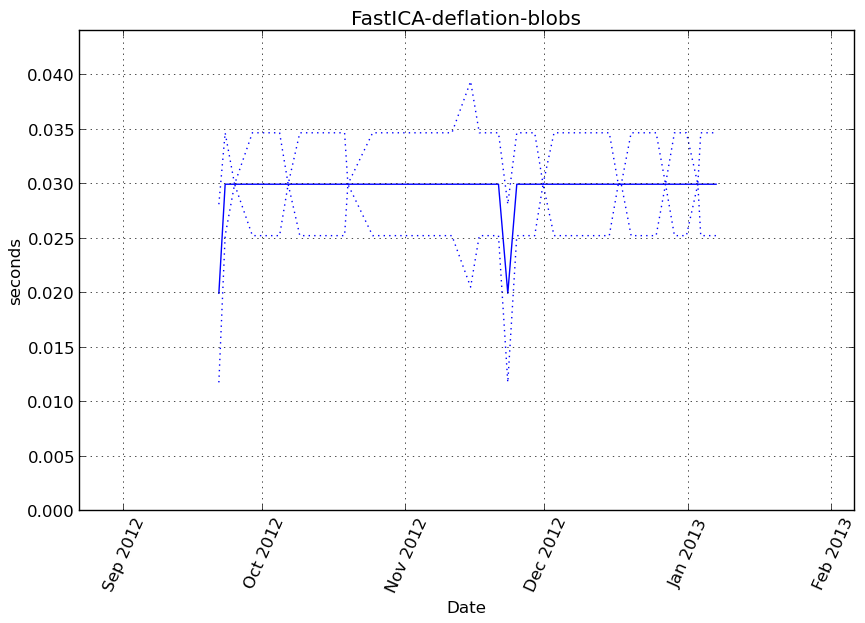 FastICA-deflation-blobs
0.040
0.035
0.030
0.025
0.020
0.015
0.010
0.005
0.000
seconds
Sep 2012
Oct 2012
Nov 2012
Dec 2012
Jan 2013
Feb 2013
Date